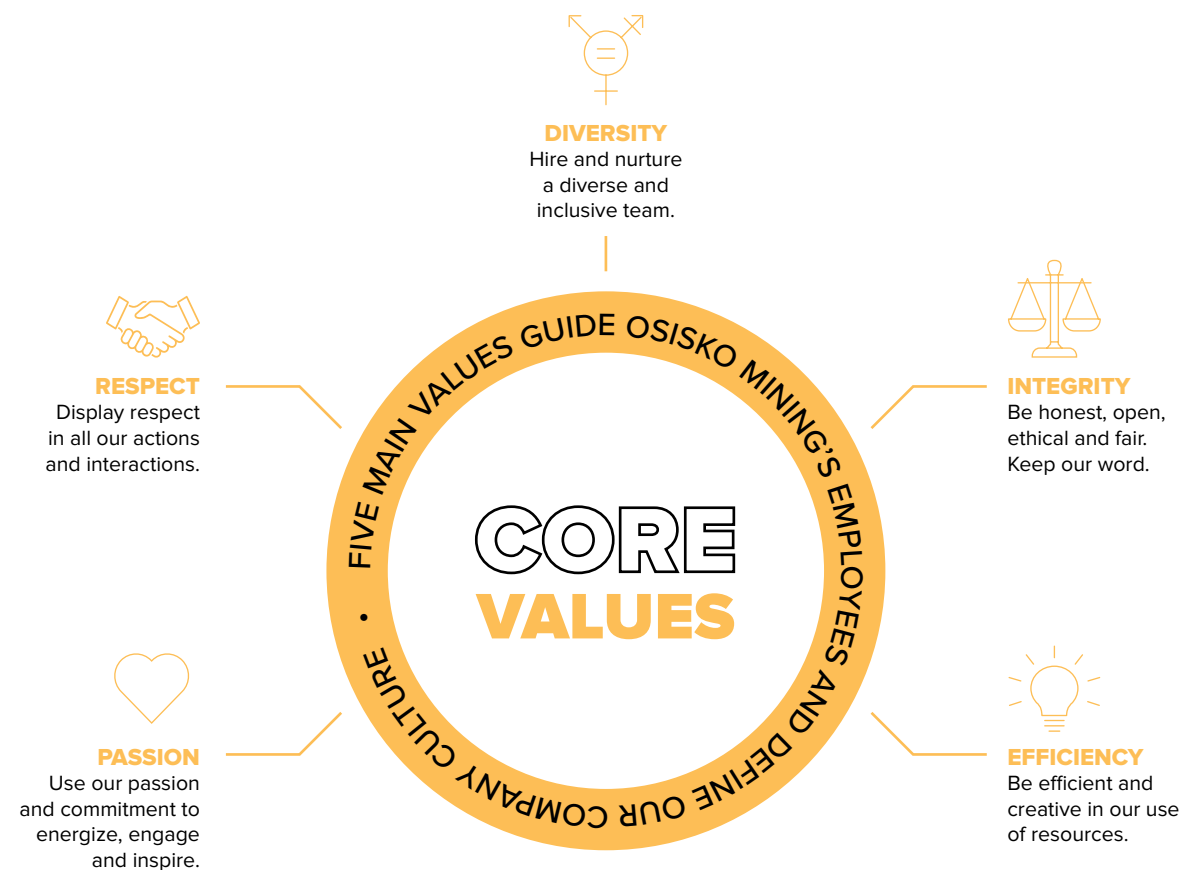 DIVERSITY
Hire and nurture
a diverse and
inclusive team.
RESPECT
Display respect
in all our actions
and interactions.
INTEGRITY
Be honest, open,
ethical and fair.
Keep our word.
FIVE MAIN VALUES GUIDE OSISKO MINING'S EMPLOYEES AND DEFINE OUR COMPANY CULTURE •
CORE
VALUES
PASSION
Use our passion
and commitment to
energize, engage
and inspire.
EFFICIENCY
Be efficient and
creative in our use
of resources.